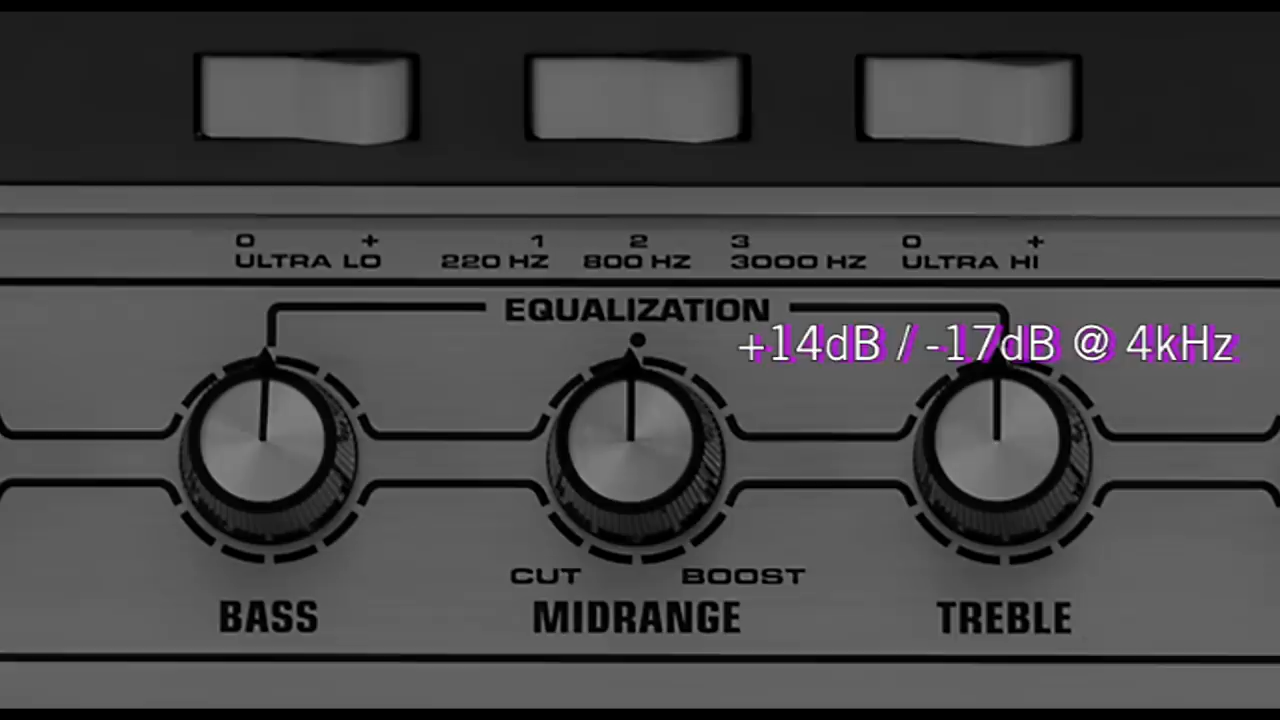 0 + 1 2 3 0 +
ULTRA LO 220 HZ 800 HZ 3000 HZ ULTRA HI
EQUALIZATION
+14dB / -17dB @ 4kHz
CUT BOOST
BASS MIDRANGE TREBLE